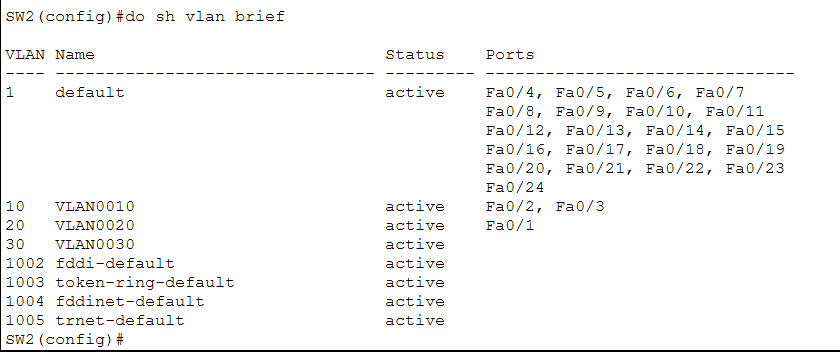 SW2(config)#do sh vlan brief
VLAN Name                             Status    Ports
---- -------------------------------- --------- -------------------------------
1    default                          active    Fa0/4, Fa0/5, Fa0/6, Fa0/7
                                                Fa0/8, Fa0/9, Fa0/10, Fa0/11
                                                Fa0/12, Fa0/13, Fa0/14, Fa0/15
                                                Fa0/16, Fa0/17, Fa0/18, Fa0/19
                                                Fa0/20, Fa0/21, Fa0/22, Fa0/23
                                                Fa0/24
10   VLAN0010                         active    Fa0/2, Fa0/3
20   VLAN0020                         active    Fa0/1
30   VLAN0030                         active
1002 fddi-default                     active
1003 token-ring-default               active
1004 fddinet-default                  active
1005 trnet-default                    active
SW2(config)#